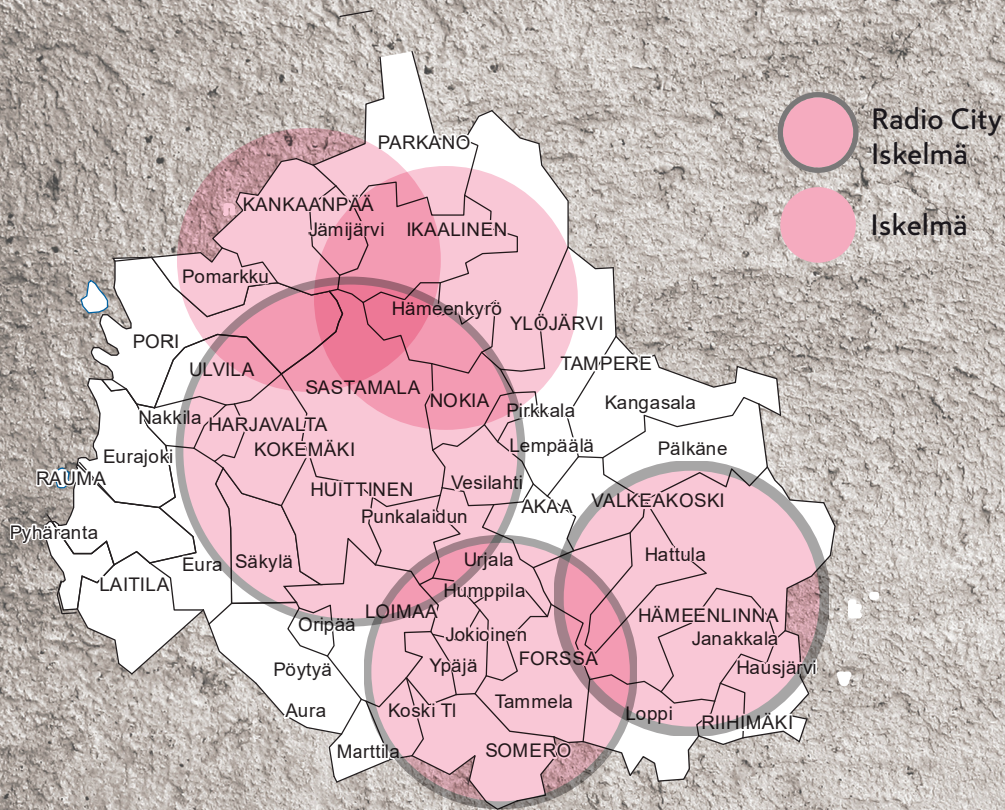 Radio City
Iskelmä
Iskelmä
PARKANO
KANKAANPÄÄ
Jämijärvi
IKAALINEN
Pomarkku
Hämeenkyrö
YLÖJÄRVI
PORI
ULVILA
TAMPERE
SASTAMALA
NOKIA
Pirkkala
Kangasala
Nakkila
HARJAVALTA
KOKEMÄKI
Lempäälä
Pälkäne
Eurajoki
RAUMA
HUITTINEN
Vesilahti
AKAA
VALKEAKOSKI
Punkalaidun
Pyhäranta
Eura
Säkylä
Urjala
Hattula
LAITILA
Humppila
LOIMAA
Oripää
HÄMEENLINNA
Jokioinen
Janakkala
Ypäjä
FORSSA
Hausjärvi
Pöytyä
Aura
Koski Tl
Tammela
Loppi
RIIHIMÄKI
Marttila
SOMERO